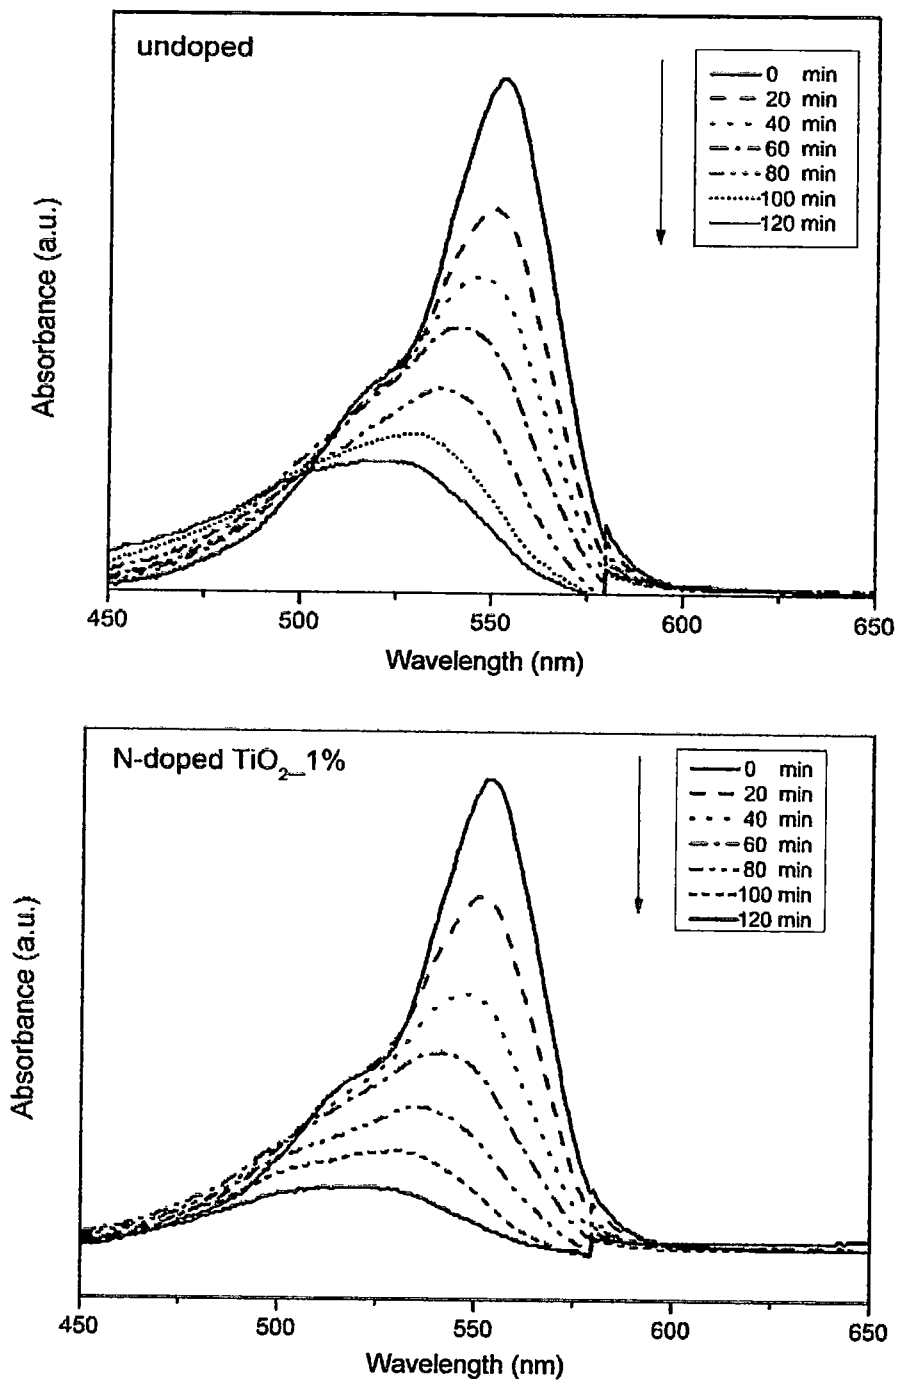 undoped
0 min
20 min
40 min
60 min
80 min
100 min
120 min
Absorbance (a.u.)
450 500 550 600 650
Wavelength (nm)
N-doped TiO2_1%
0 min
20 min
40 min
60 min
80 min
100 min
120 min
Absorbance (a.u.)
450 500 550 600 650
Wavelength (nm)